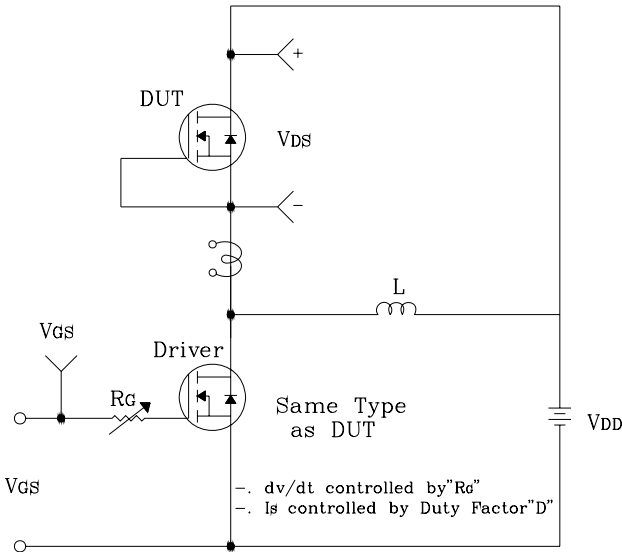 +
DUT
VDS
-
L
VGS
Driver
RG
Same Type
as DUT
VDD
VGS
-. dv/dt controlled by"RG"
-. Is controlled by Duty Factor"D"